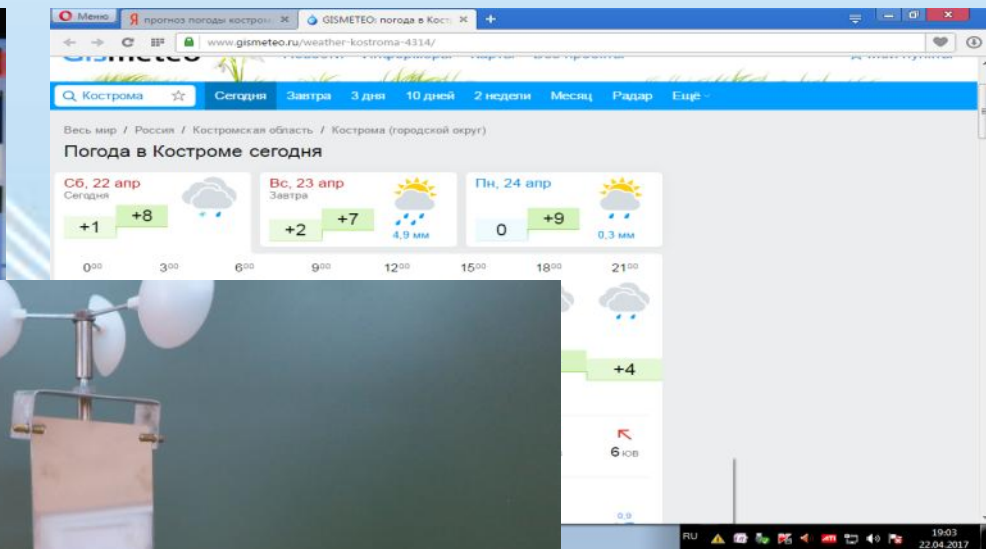 Меню
Я прогноз погоды костром
GISMETEO: погода в Кост
www.gismeteo.ru/weather-kostroma-4314/
Кострома Сегодня Завтра 3 дня 10 дней 2 недели Месяц Радар Ещё
Весь мир / Россия / Костромская область / Кострома (городской округ)
Погода в Костроме сегодня
Сб, 22 апр
Сегодня
+1 +8
Вс, 23 апр
Завтра
+2 +7
4,9 мм
Пн, 24 апр
0 +9
0,3 мм
0⁰⁰ 3⁰⁰ 6⁰⁰ 9⁰⁰ 12⁰⁰ 15⁰⁰ 18⁰⁰ 21⁰⁰
+4
6 юв
0,9
RU
19:03
22.04.2017